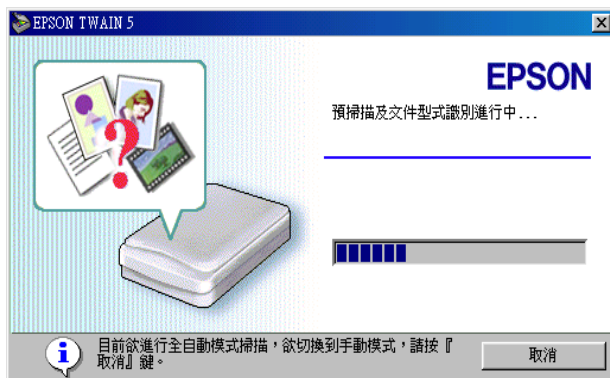 EPSON TWAIN 5
EPSON
預掃描及文件型式識別進行中...
目前欲進行全自動模式掃描，欲切換到手動模式，請按『
取消』鍵。
取消